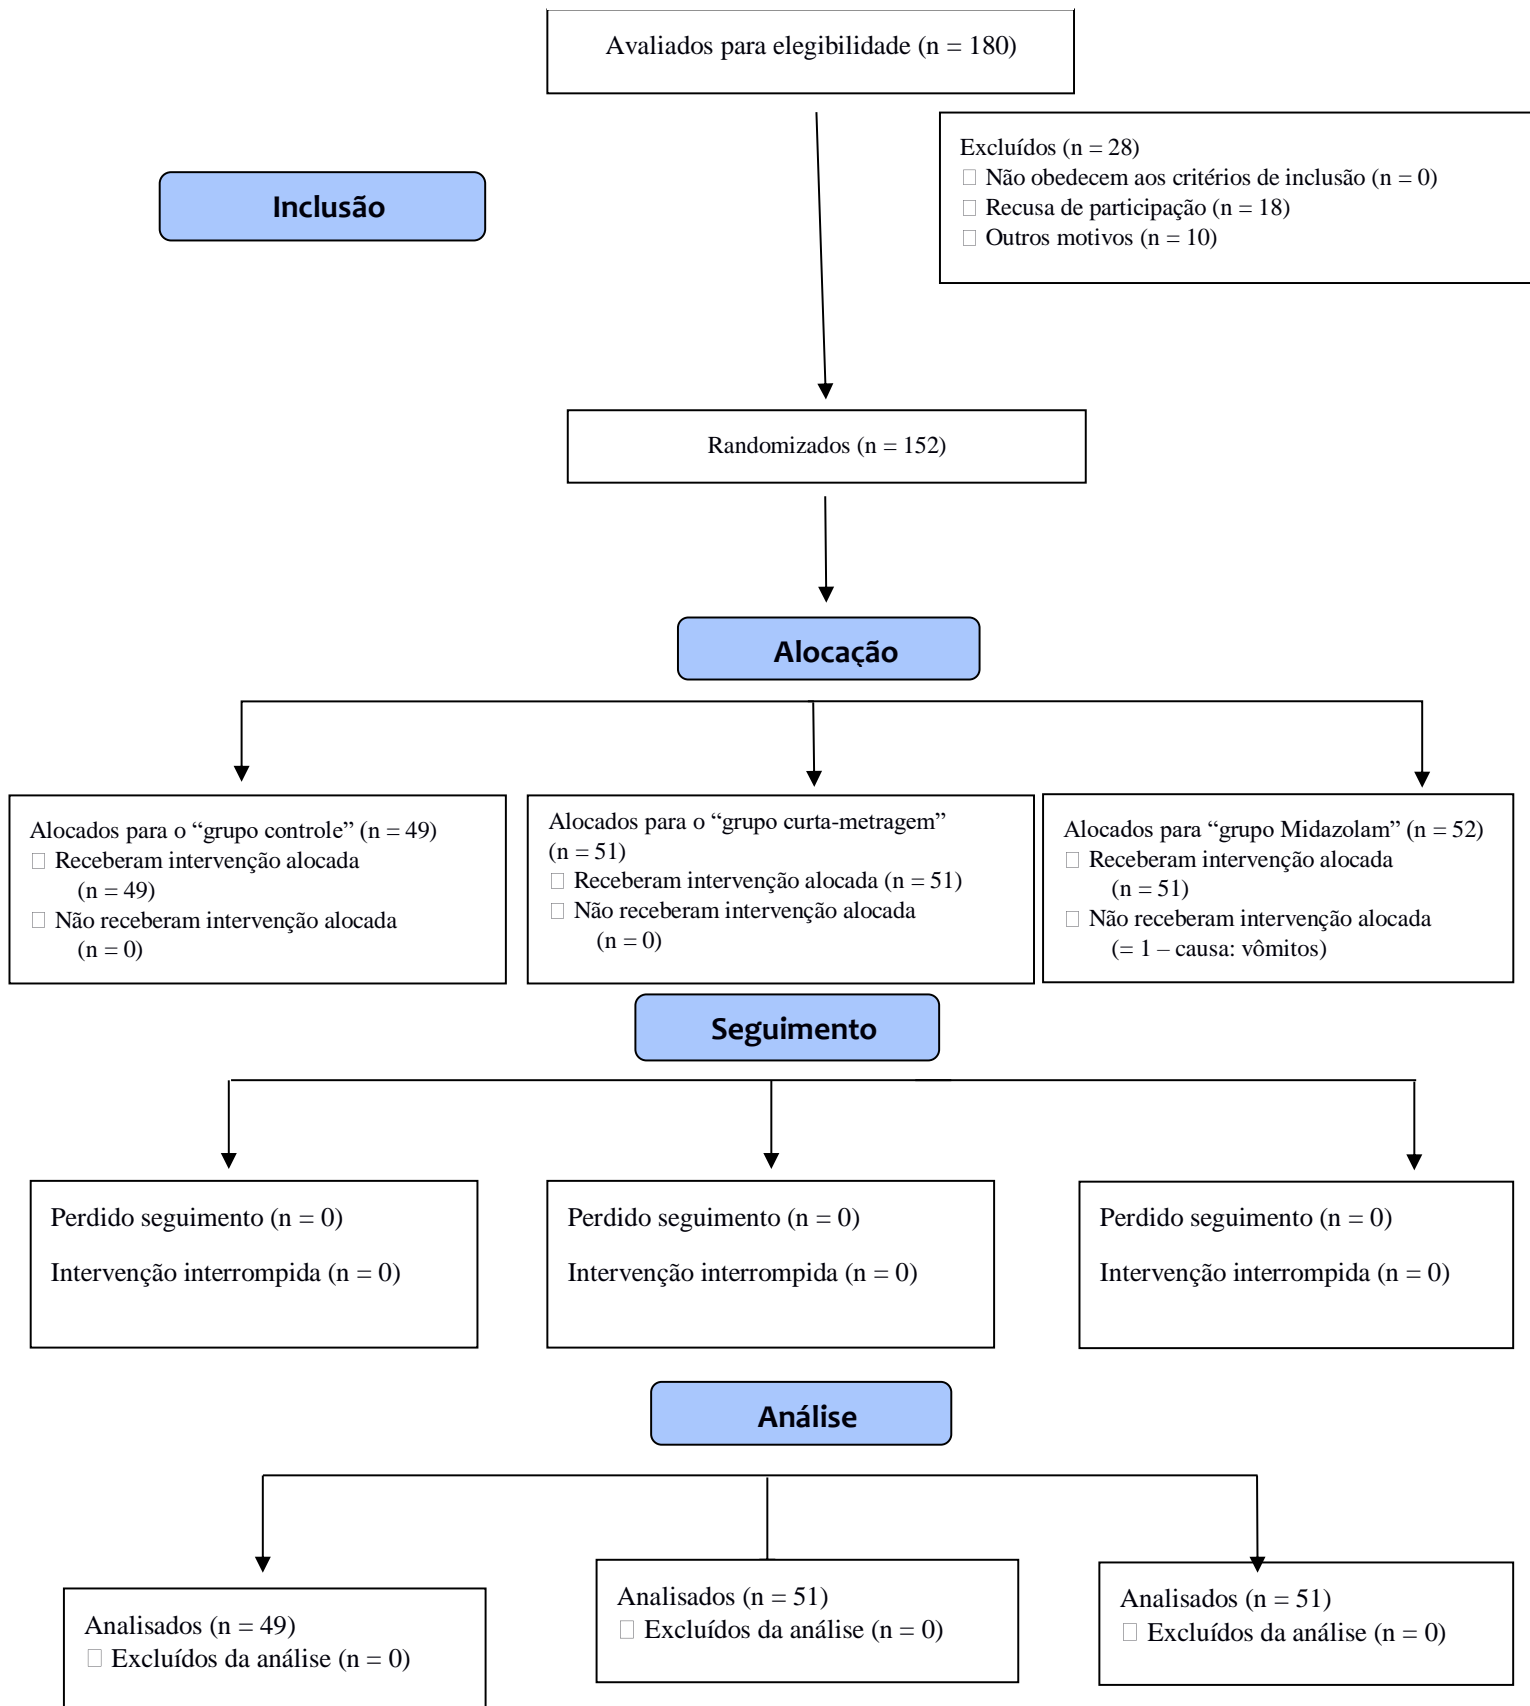 Avaliados para elegibilidade (n = 180)
Excluídos (n = 28)
□ Não obedecem aos critérios de inclusão (n = 0)
□ Recusa de participação (n = 18)
□ Outros motivos (n = 10)
Inclusão
Randomizados (n = 152)
Alocação
Alocados para o “grupo controle” (n = 49)
□ Receberam intervenção alocada
(n = 49)
□ Não receberam intervenção alocada
(n = 0)
Alocados para o “grupo curta-metragem”
(n = 51)
□ Receberam intervenção alocada (n = 51)
□ Não receberam intervenção alocada
(n = 0)
Alocados para “grupo Midazolam” (n = 52)
□ Receberam intervenção alocada
(n = 51)
□ Não receberam intervenção alocada
(= 1 – causa: vômitos)
Seguimento
Perdido seguimento (n = 0)
Intervenção interrompida (n = 0)
Perdido seguimento (n = 0)
Intervenção interrompida (n = 0)
Perdido seguimento (n = 0)
Intervenção interrompida (n = 0)
Análise
Analisados (n = 49)
□ Excluídos da análise (n = 0)
Analisados (n = 51)
□ Excluídos da análise (n = 0)
Analisados (n = 51)
□ Excluídos da análise (n = 0)